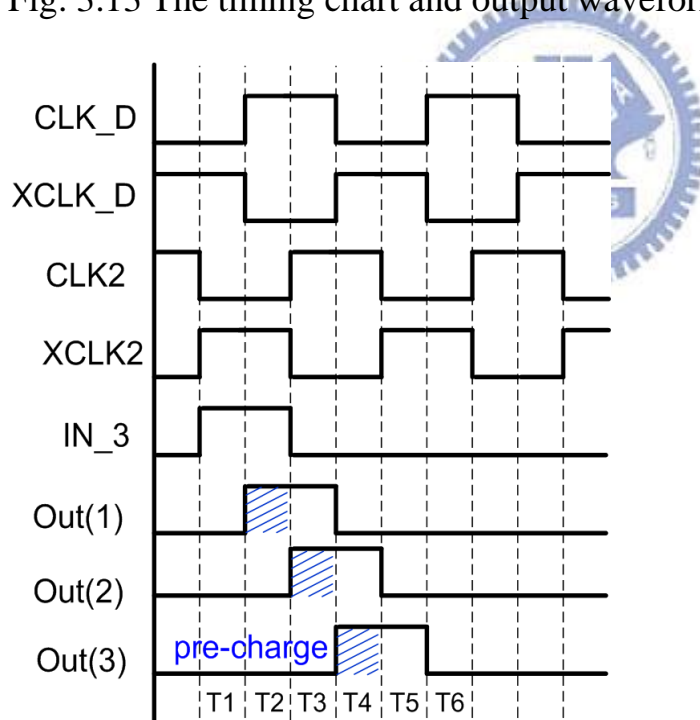 Fig. 3.13 The timing chart and output
CLK_D
XCLK_D
CLK2
XCLK2
IN_3
Out(1)
Out(2)
Out(3)
pre-charge
T1 T2 T3 T4 T5 T6